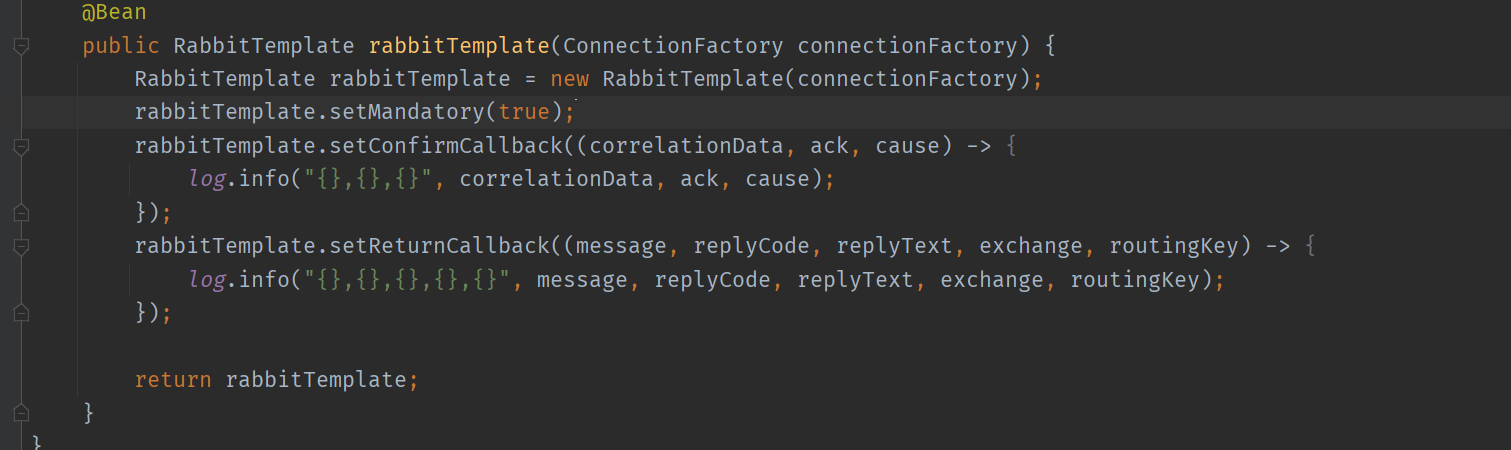 @Bean
public RabbitTemplate rabbitTemplate(ConnectionFactory connectionFactory) {
RabbitTemplate rabbitTemplate = new RabbitTemplate(connectionFactory);
rabbitTemplate.setMandatory(true);
rabbitTemplate.setConfirmCallback((correlationData, ack, cause) -> {
log.info("{},{},{}", correlationData, ack, cause);
});
rabbitTemplate.setReturnCallback((message, replyCode, replyText, exchange, routingKey) -> {
log.info("{},{},{},{},{}", message, replyCode, replyText, exchange, routingKey);
});
return rabbitTemplate;
}
}